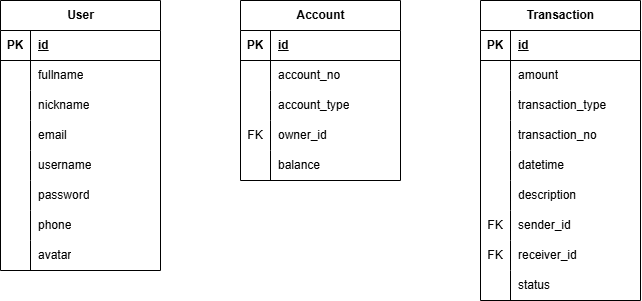 User
PK id
fullname
nickname
email
username
password
phone
avatar
Account
PK id
account_no
account_type
FK owner_id
balance
Transaction
PK id
amount
transaction_type
transaction_no
datetime
description
FK sender_id
FK receiver_id
status